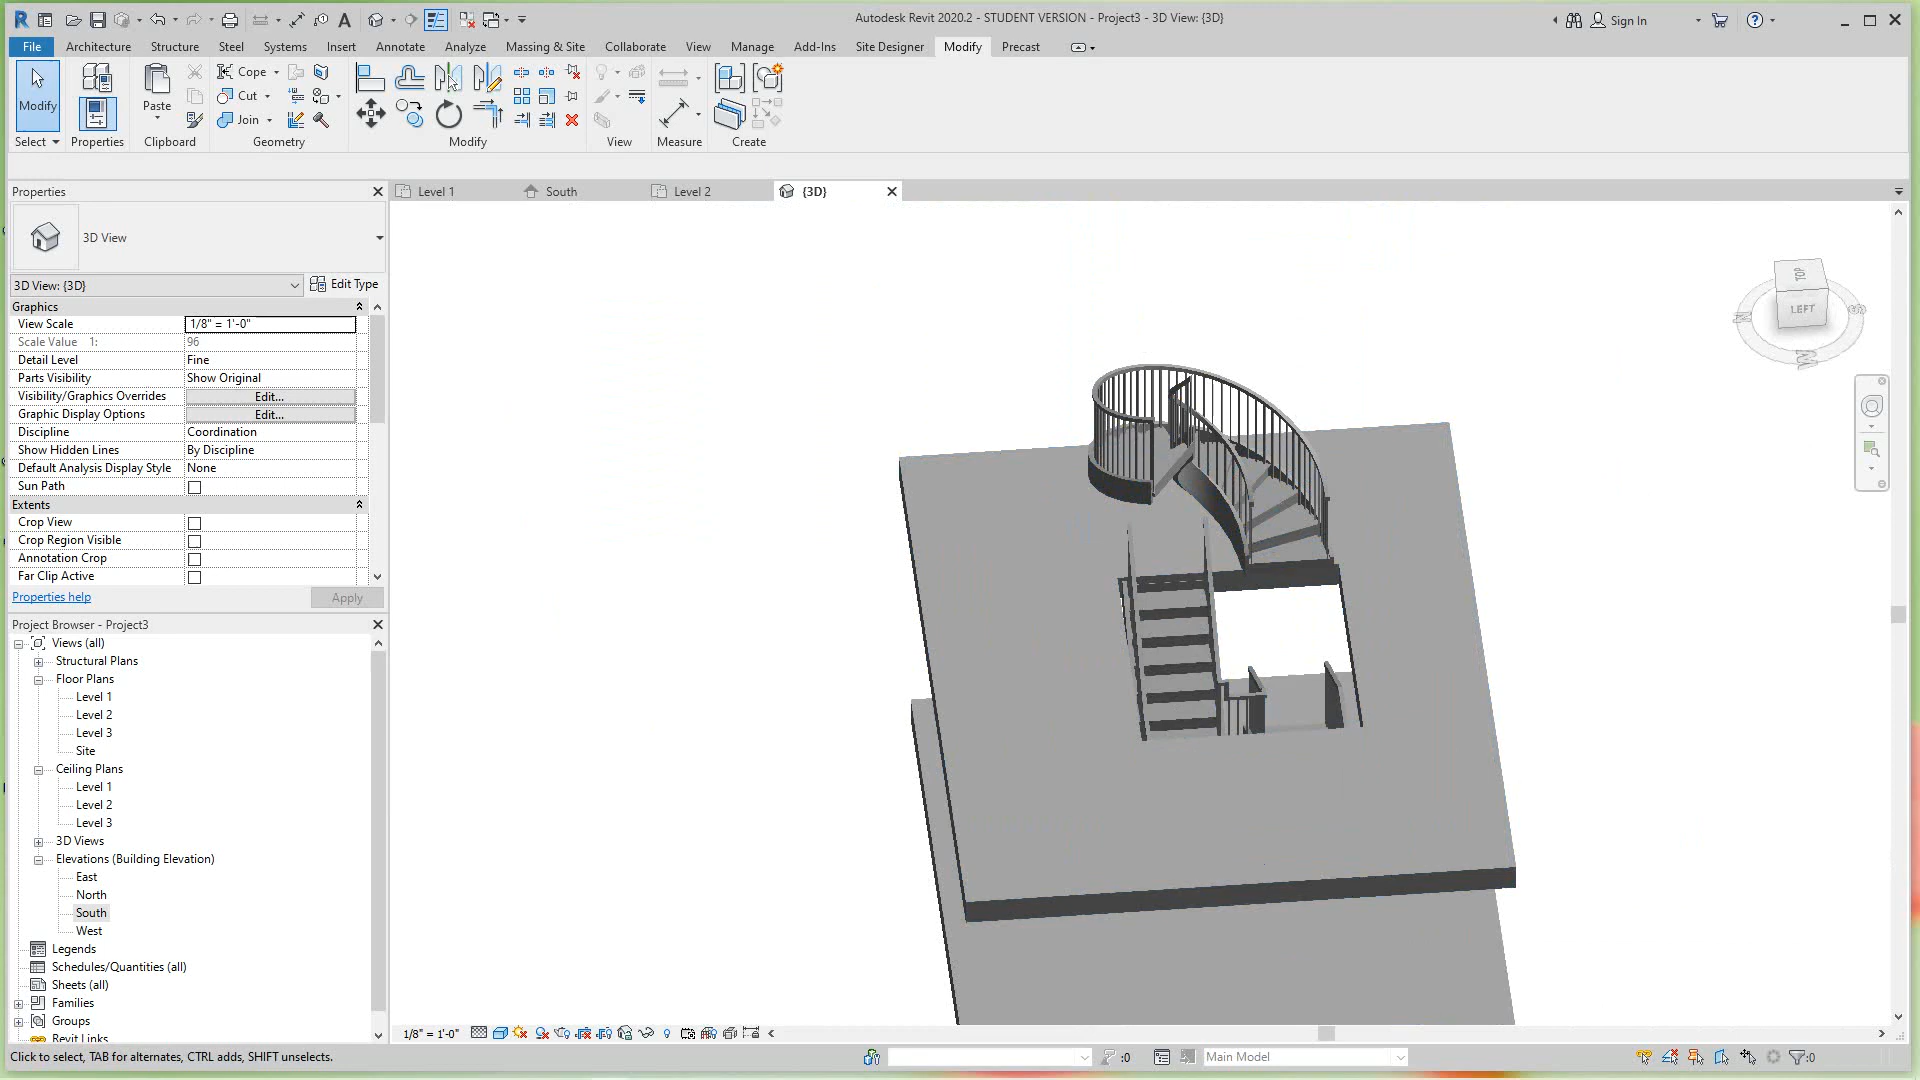 Autodesk Revit 2020.2 - STUDENT VERSION - Project3 - 3D View: {3D}
Sign In
File Architecture Structure Steel Systems Insert Annotate Analyze Massing & Site Collaborate View Manage Add-Ins Site Designer Modify Precast
Modify
Paste
Cope
Cut
Join
Select Properties Clipboard Geometry Modify View Measure Create
Properties
Level 1 South Level 2 {3D}
3D View
3D View: {3D} Edit Type
Graphics
View Scale 1/8" = 1'-0"
Scale Value 1: 96
Detail Level Fine
Parts Visibility Show Original
Visibility/Graphics Overrides Edit...
Graphic Display Options Edit...
Discipline Coordination
Show Hidden Lines By Discipline
Default Analysis Display Style None
Sun Path
Extents
Crop View
Crop Region Visible
Annotation Crop
Far Clip Active
Properties help Apply
TOP
LEFT
N
W
Project Browser - Project3
Views (all)
Structural Plans
Floor Plans
Level 1
Level 2
Level 3
Site
Ceiling Plans
Level 1
Level 2
Level 3
3D Views
Elevations (Building Elevation)
East
North
South
West
Legends
Schedules/Quantities (all)
Sheets (all)
Families
Groups
Revit Links
1/8" = 1'-0"
Click to select, TAB for alternates, CTRL adds, SHIFT unselects.
:0
Main Model
:0